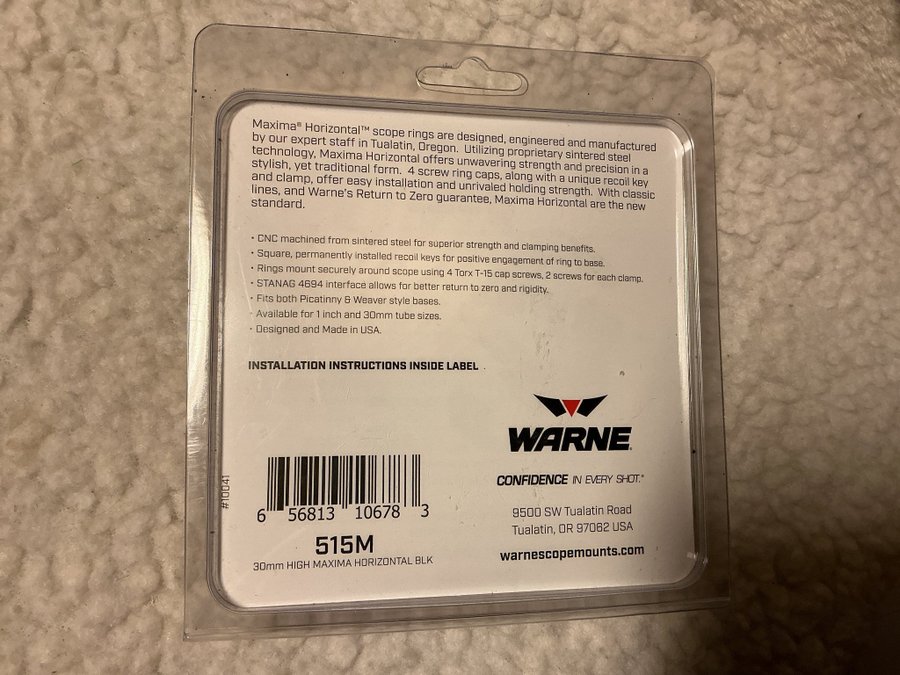 Maxima® Horizontal™ scope rings are designed, engineered and manufactured
by our expert staff in Tualatin, Oregon. Utilizing proprietary sintered steel
technology, Maxima Horizontal offers unwavering strength and precision in a
stylish, yet traditional form. 4 screw ring caps, along with a unique recoil key
and clamp, offer easy installation and unrivaled holding strength. With classic
lines, and Warne's Return to Zero guarantee, Maxima Horizontal are the new
standard.
• CNC machined from sintered steel for superior strength and clamping benefits.
• Square, permanently installed recoil keys for positive engagement of ring to base.
• Rings mount securely around scope using 4 Torx T-15 cap screws, 2 screws for each clamp.
• STANAG 4694 interface allows for better return to zero and rigidity.
• Fits both Picatinny & Weaver style bases.
• Available for 1 inch and 30mm tube sizes.
• Designed and Made in USA.
INSTALLATION INSTRUCTIONS INSIDE LABEL
#10041
6 56813 10678 3
515M
30mm HIGH MAXIMA HORIZONTAL BLK
WARNE
CONFIDENCE IN EVERY SHOT.®
9500 SW Tualatin Road
Tualatin, OR 97062 USA
warnescopemounts.com